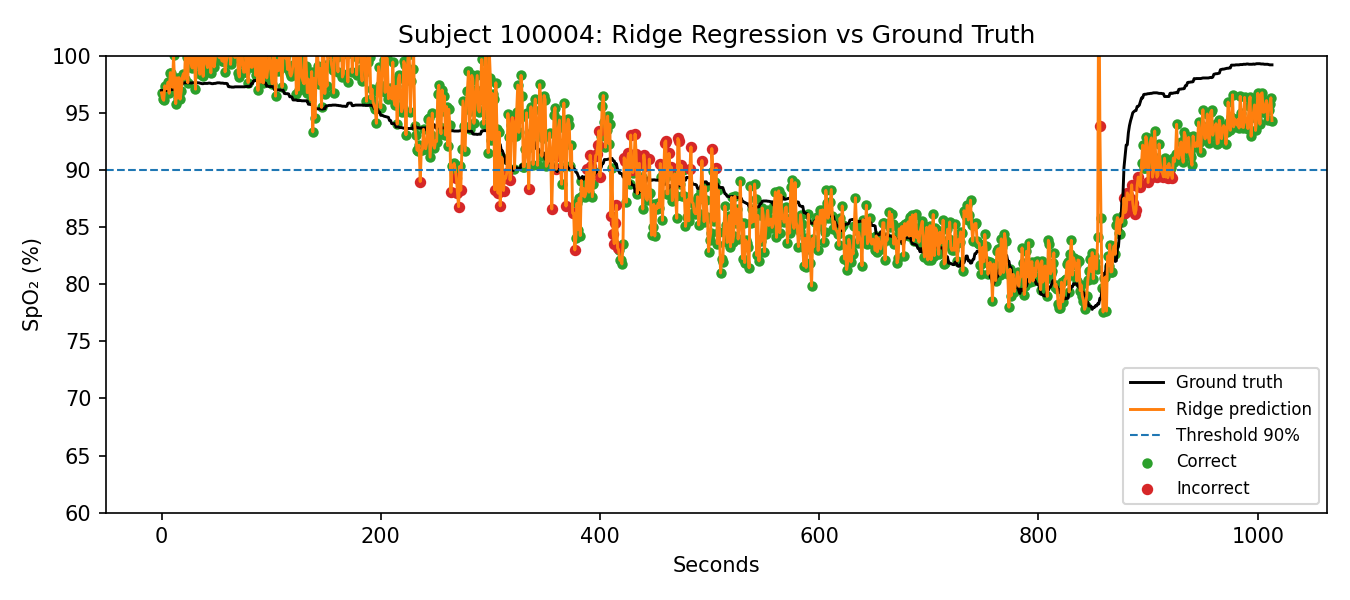 Subject 100004: Ridge Regression vs Ground Truth
100
95
90
85
80
75
70
65
60
SpO₂ (%)
0 200 400 600 800 1000
Seconds
Ground truth
Ridge prediction
Threshold 90%
Correct
Incorrect